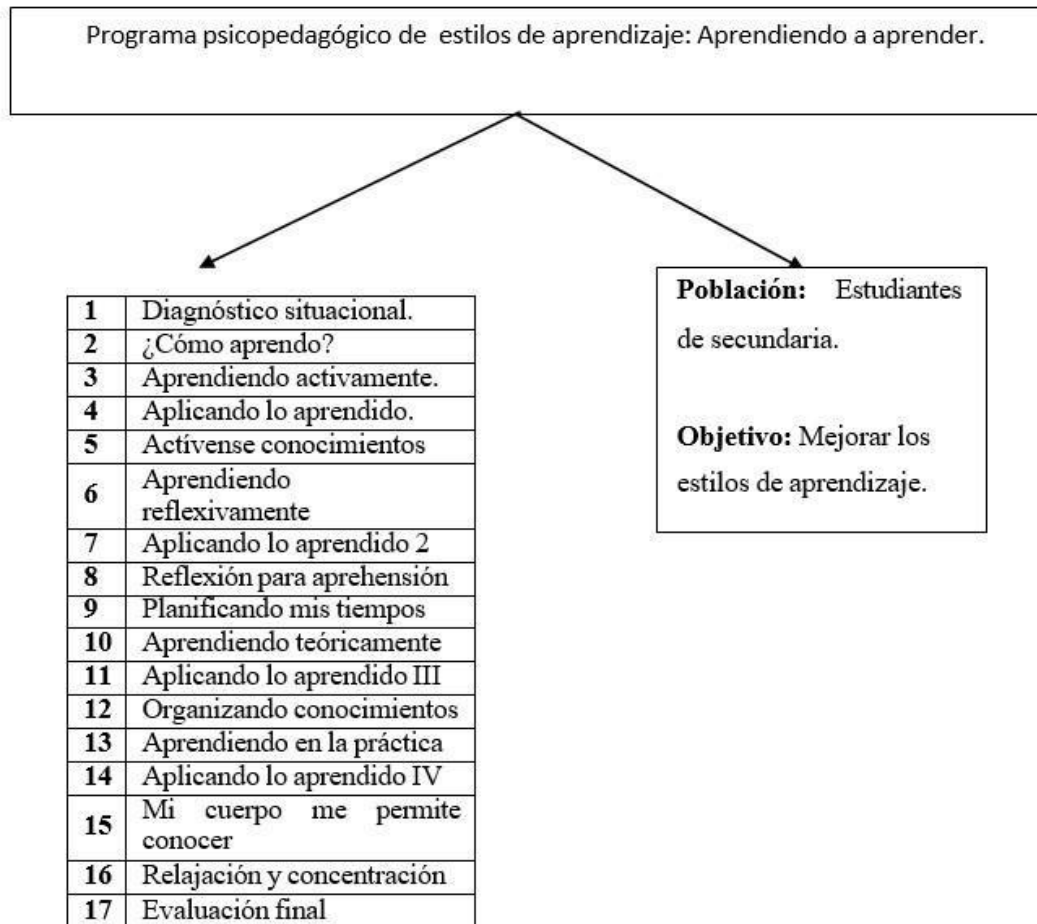 Programa psicopedagógico de estilos de aprendizaje: Aprendiendo a aprender.
1 Diagnóstico situacional.
2 ¿Cómo aprendo?
3 Aprendiendo activamente.
4 Aplicando lo aprendido.
5 Actívense conocimientos
6 Aprendiendo
reflexivamente
7 Aplicando lo aprendido 2
8 Reflexión para aprehensión
9 Planificando mis tiempos
10 Aprendiendo teóricamente
11 Aplicando lo aprendido III
12 Organizando conocimientos
13 Aprendiendo en la práctica
14 Aplicando lo aprendido IV
15 Mi cuerpo me permite
conocer
16 Relajación y concentración
17 Evaluación final
Población: Estudiantes
de secundaria.
Objetivo: Mejorar los
estilos de aprendizaje.